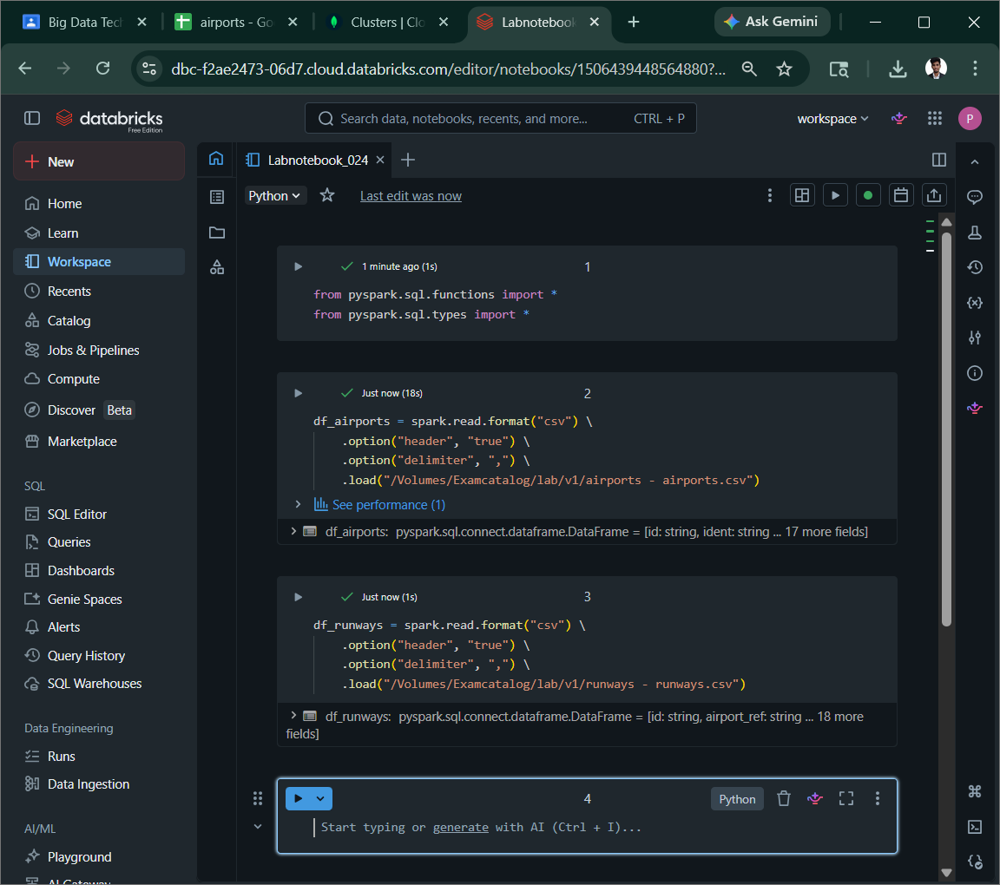 Big Data Tech
airports - Go
Clusters | Clo
Labnotebook
Ask Gemini
dbc-f2ae2473-06d7.cloud.databricks.com/editor/notebooks/1506439448564880?...
databricks
Free Edition
Search data, notebooks, recents, and more...
CTRL + P
workspace
P
New
Home
Learn
Workspace
Recents
Catalog
Jobs & Pipelines
Compute
Discover Beta
Marketplace
SQL
SQL Editor
Queries
Dashboards
Genie Spaces
Alerts
Query History
SQL Warehouses
Data Engineering
Runs
Data Ingestion
AI/ML
Playground
AI Gateway
Labnotebook_024
Python
Last edit was now
1 minute ago (1s)
1
from pyspark.sql.functions import *
from pyspark.sql.types import *
Just now (18s)
2
df_airports = spark.read.format("csv") \
.option("header", "true") \
.option("delimiter", ",") \
.load("/Volumes/Examcatalog/lab/v1/airports - airports.csv")
See performance (1)
df_airports: pyspark.sql.connect.dataframe.DataFrame = [id: string, ident: string ... 17 more fields]
Just now (1s)
3
df_runways = spark.read.format("csv") \
.option("header", "true") \
.option("delimiter", ",") \
.load("/Volumes/Examcatalog/lab/v1/runways - runways.csv")
df_runways: pyspark.sql.connect.dataframe.DataFrame = [id: string, airport_ref: string ... 18 more
fields]
4
Python
Start typing or generate with AI (Ctrl + I)...